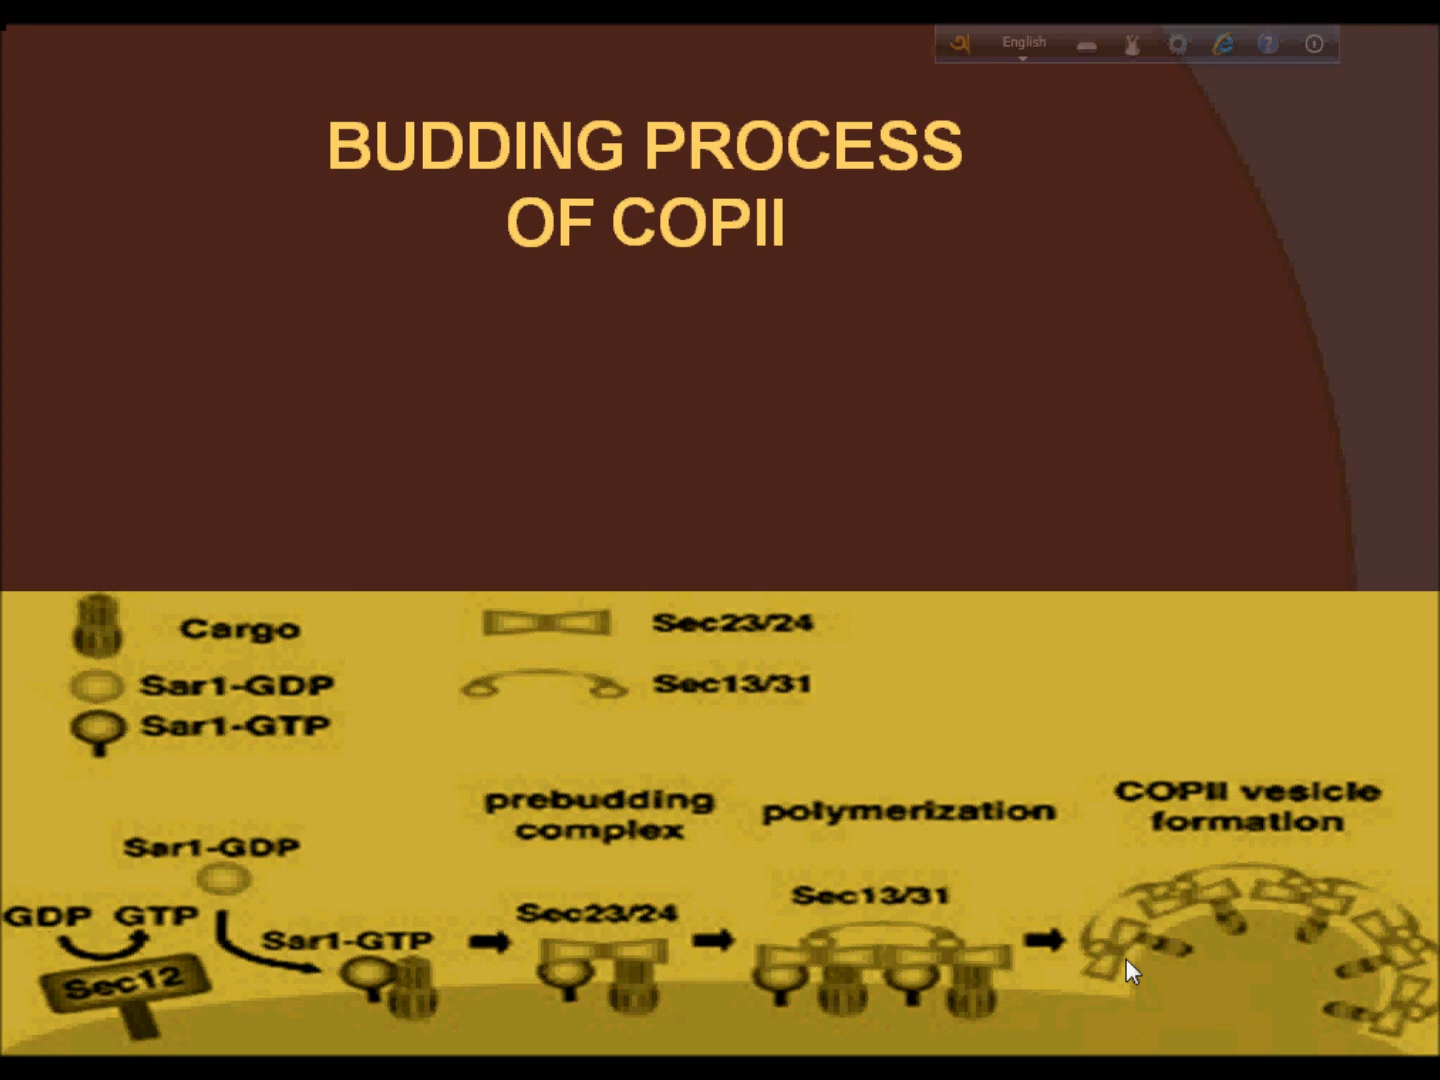 English
BUDDING PROCESS
OF COPII
Cargo
Sec23/24
Sar1-GDP
Sec13/31
Sar1-GTP
prebudding
complex
polymerization
COPII vesicle
formation
Sar1-GDP
GDP GTP
Sar1-GTP
Sec12
Sec23/24
Sec13/31